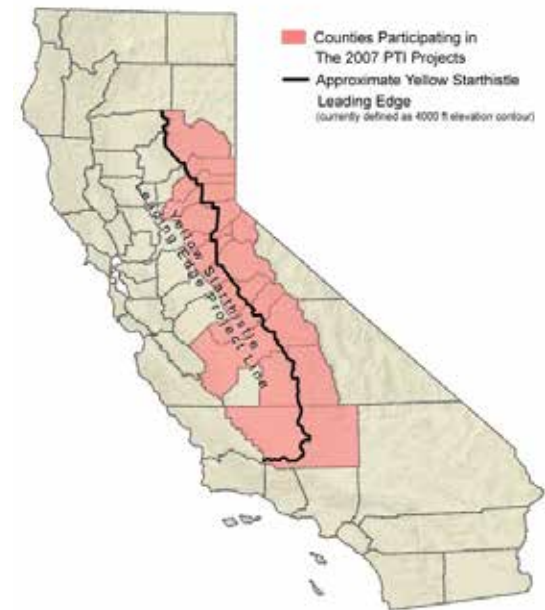 Counties Participating in
The 2007 PTI Projects
Approximate Yellow Starthistle
Leading Edge
(currently defined as 4000 ft elevation contour)
Yellow Starthistle
Leading Edge Project Line